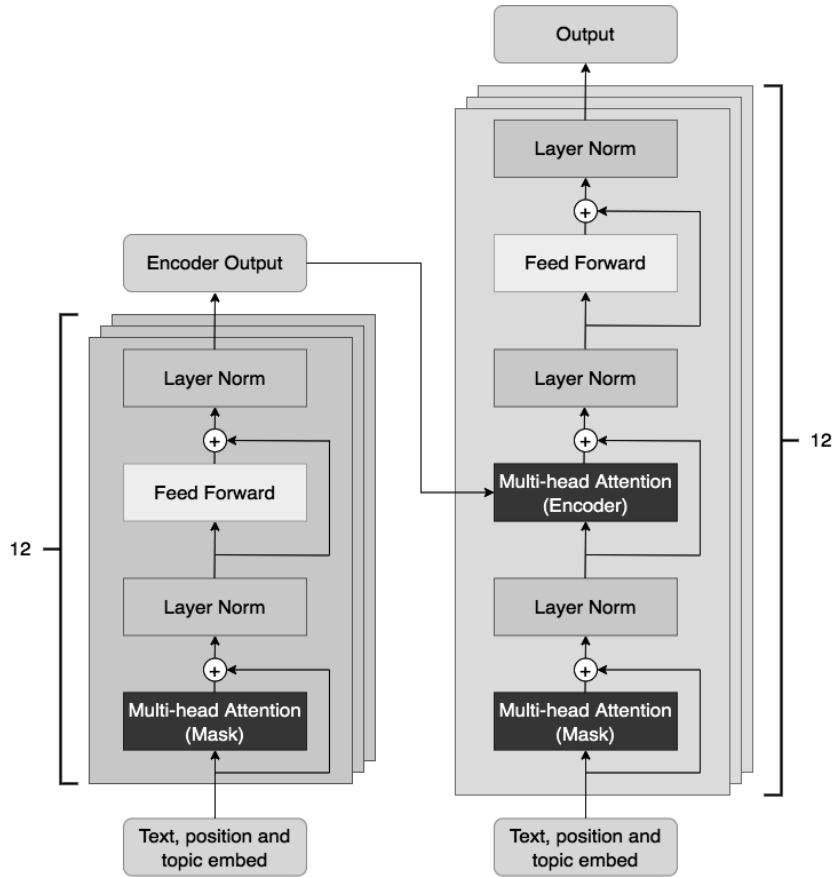 Output
Layer Norm
+
Feed Forward
Layer Norm
+
Multi-head Attention
(Encoder)
Layer Norm
+
Multi-head Attention
(Mask)
Text, position and
topic embed
12
Encoder Output
Layer Norm
+
Feed Forward
Layer Norm
+
Multi-head Attention
(Mask)
Text, position and
topic embed
12